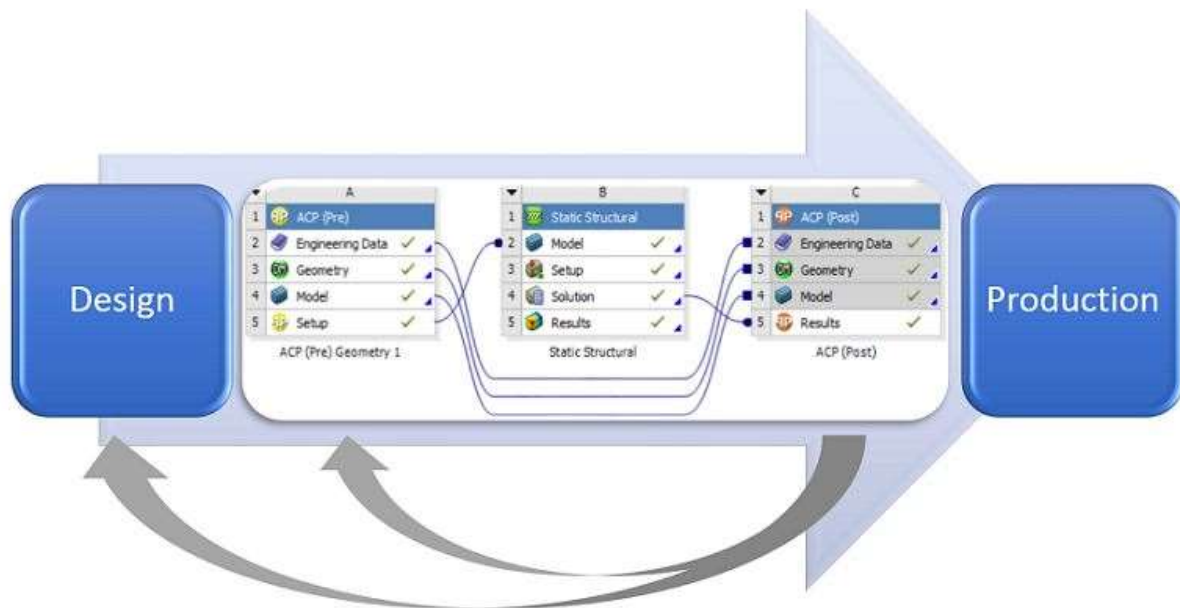 Design
A
1 ACP (Pre)
2 Engineering Data
3 Geometry
4 Model
5 Setup
ACP (Pre) Geometry 1
B
1 Static Structural
2 Model
3 Setup
4 Solution
5 Results
Static Structural
C
1 ACP (Post)
2 Engineering Data
3 Geometry
4 Model
5 Results
ACP (Post)
Production